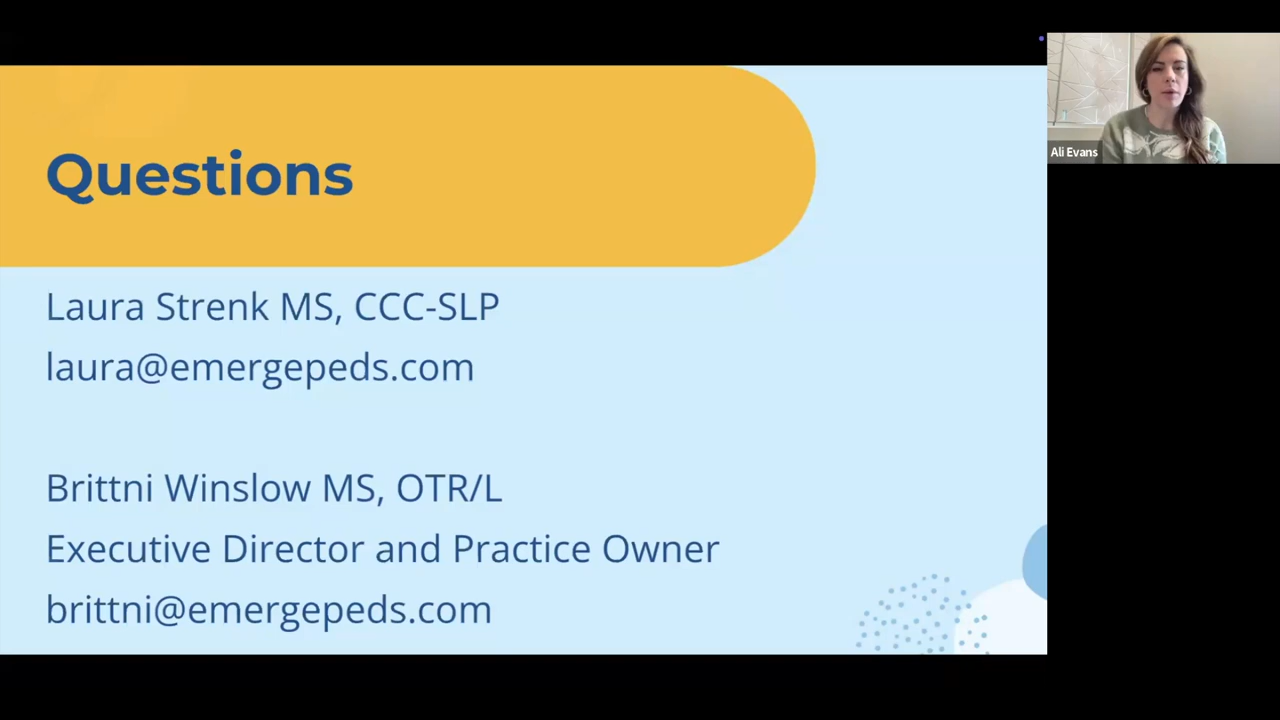 Questions
Laura Strenk MS, CCC-SLP
laura@emergepeds.com
Brittni Winslow MS, OTR/L
Executive Director and Practice Owner
brittni@emergepeds.com
Ali Evans